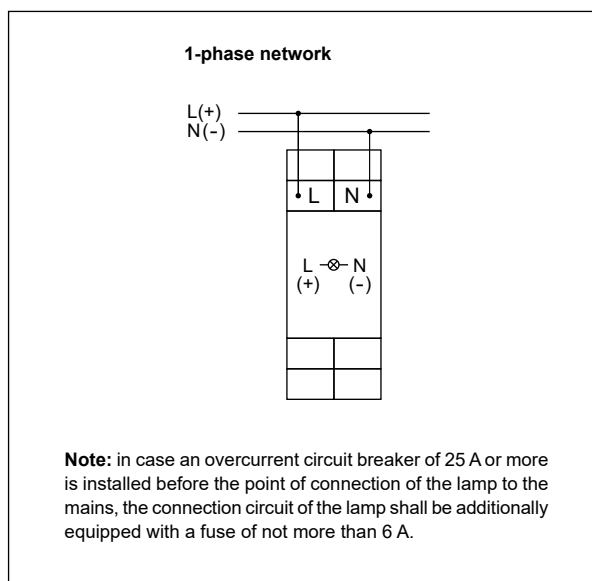 1-phase network
L(+)
N(-)
L N
L N
(+) (-)
Note: in case an overcurrent circuit breaker of 25 A or more
is installed before the point of connection of the lamp to the
mains, the connection circuit of the lamp shall be additionally
equipped with a fuse of not more than 6 A.